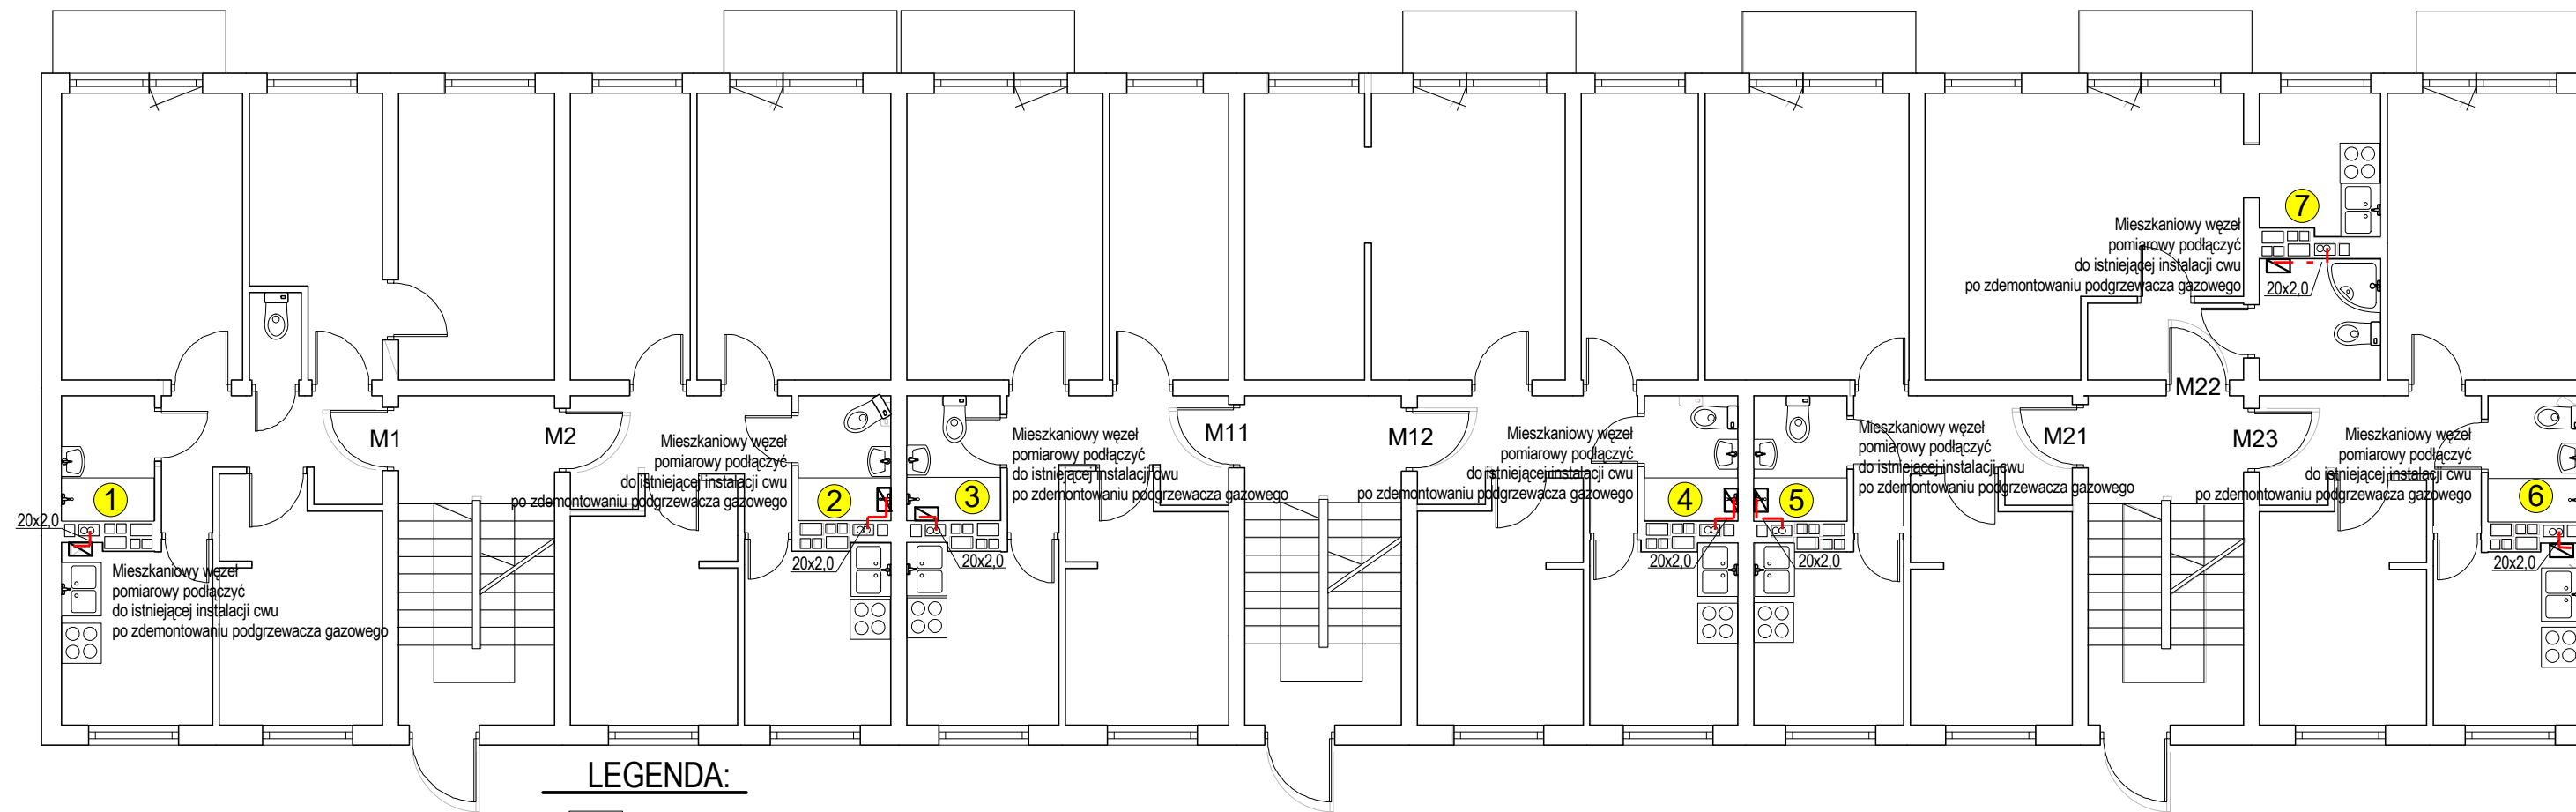 7
Mieszkaniowy węzeł
pomiarowy podłączyć
do istniejącej instalacji cwu
po zdemontowaniu podgrzewacza gazowego
20x2,0
M22
M1
M2
Mieszkaniowy węzeł
pomiarowy podłączyć
do istniejącej instalacji cwu
po zdemontowaniu podgrzewacza gazowego
Mieszkaniowy węzeł
pomiarowy podłączyć
do istniejącej instalacji cwu
po zdemontowaniu podgrzewacza gazowego
M11
M12
Mieszkaniowy węzeł
pomiarowy podłączyć
do istniejącej instalacji cwu
po zdemontowaniu podgrzewacza gazowego
Mieszkaniowy węzeł
pomiarowy podłączyć
do istniejącej instalacji cwu
po zdemontowaniu podgrzewacza gazowego
M21
M23
Mieszkaniowy węzeł
pomiarowy podłączyć
do istniejącej instalacji cwu
po zdemontowaniu podgrzewacza gazowego
1
2
3
4
5
6
20x2,0
20x2,0
20x2,0
20x2,0
20x2,0
20x2,0
Mieszkaniowy węzeł
pomiarowy podłączyć
do istniejącej instalacji cwu
po zdemontowaniu podgrzewacza gazowego
LEGENDA: